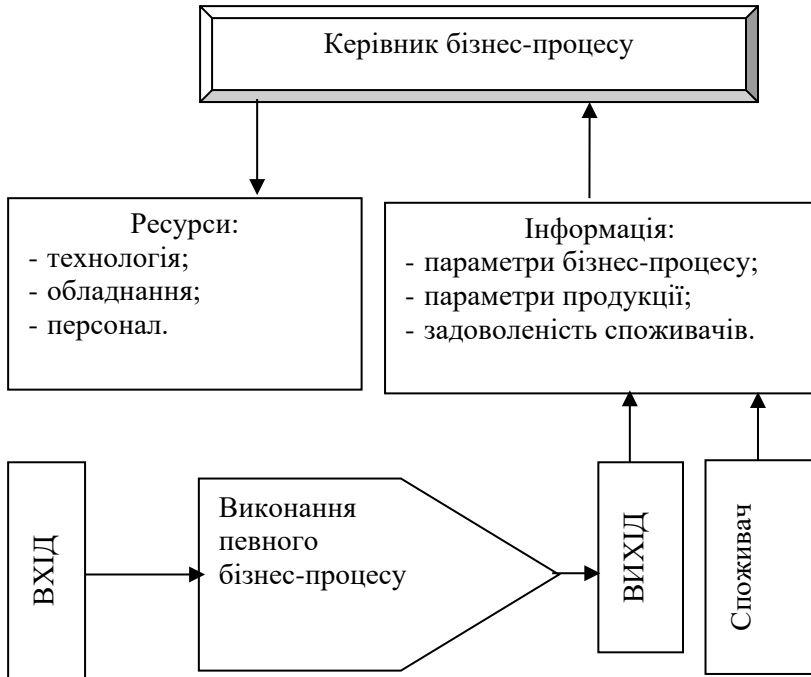 Керівник бізнес-процесу
Ресурси:
- технологія;
- обладнання;
- персонал.
Інформація:
- параметри бізнес-процесу;
- параметри продукції;
- задоволеність споживачів.
ВХІД
Виконання
певного
бізнес-процесу
ВИХІД
Споживач